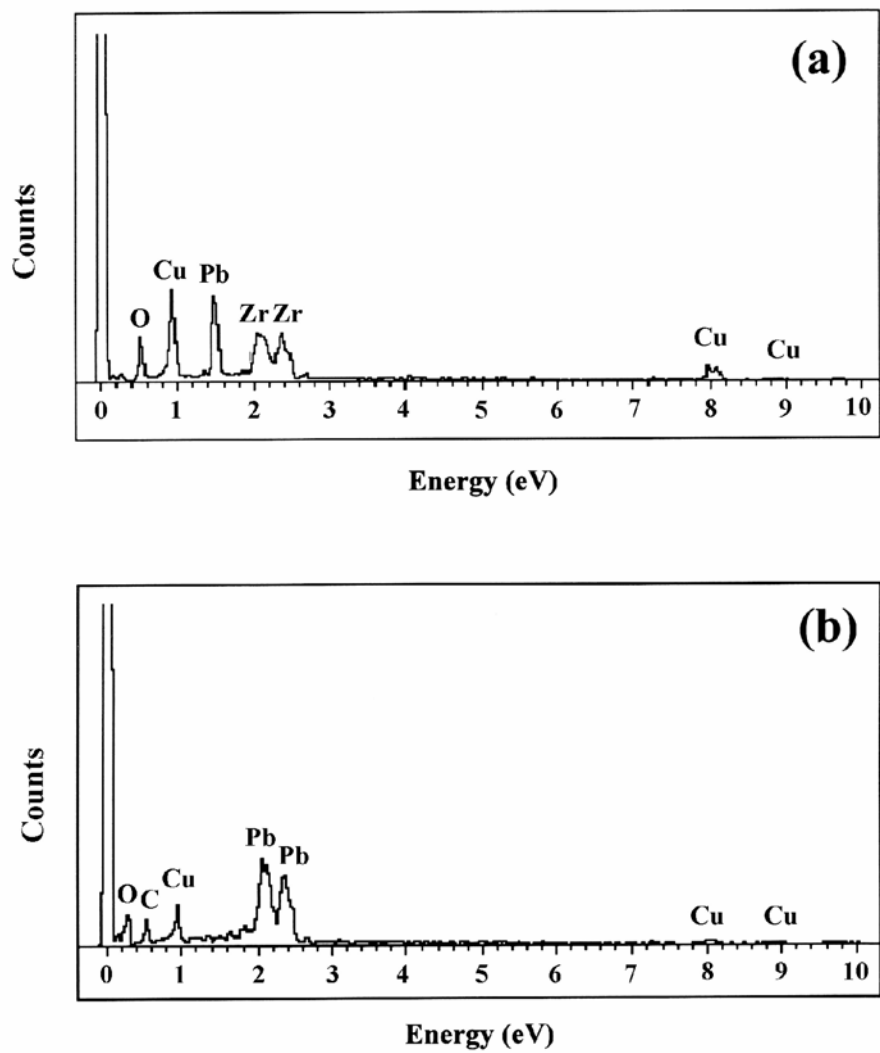 (a)
Counts
O Cu Pb Zr Zr Cu Cu
0 1 2 3 4 5 6 7 8 9 10
Energy (eV)
(b)
Counts
O C Cu Pb Pb Cu Cu
0 1 2 3 4 5 6 7 8 9 10
Energy (eV)